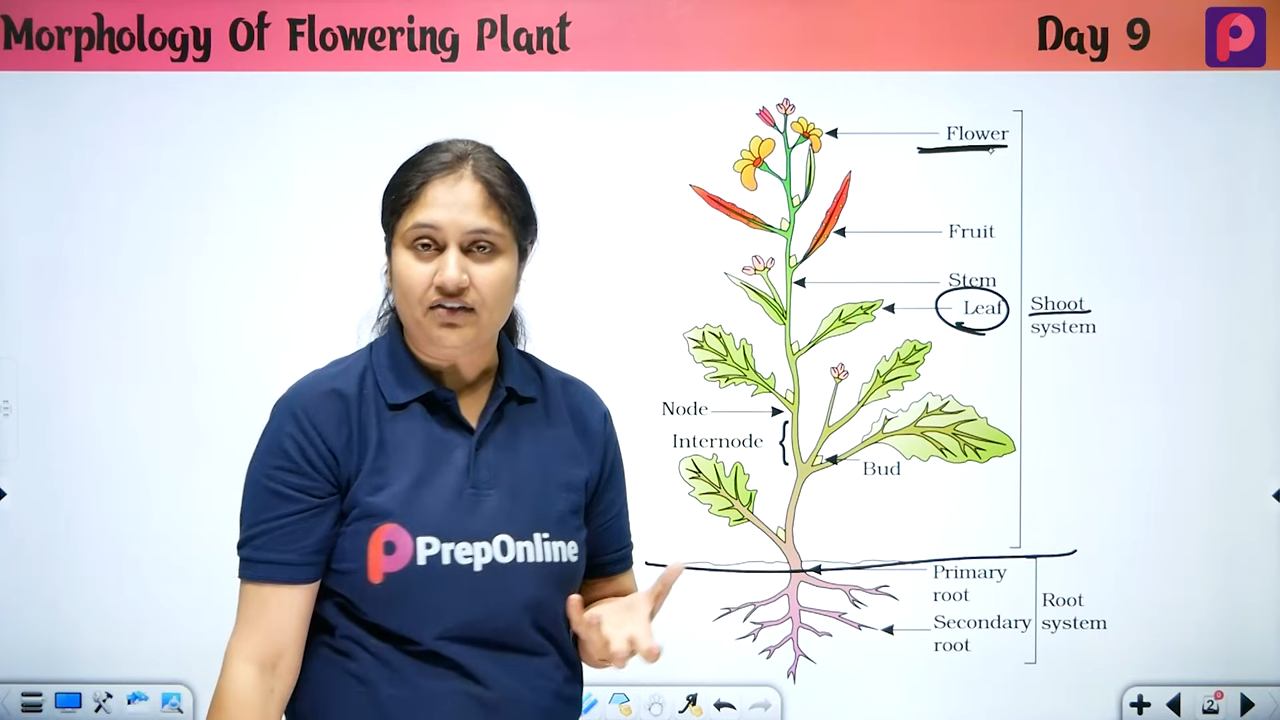 Morphology Of Flowering Plant
Day 9
Flower
Fruit
Stem
Leaf
Shoot
system
Node
Internode
Bud
Primary
root
Secondary
root
Root
system
PrepOnline
2